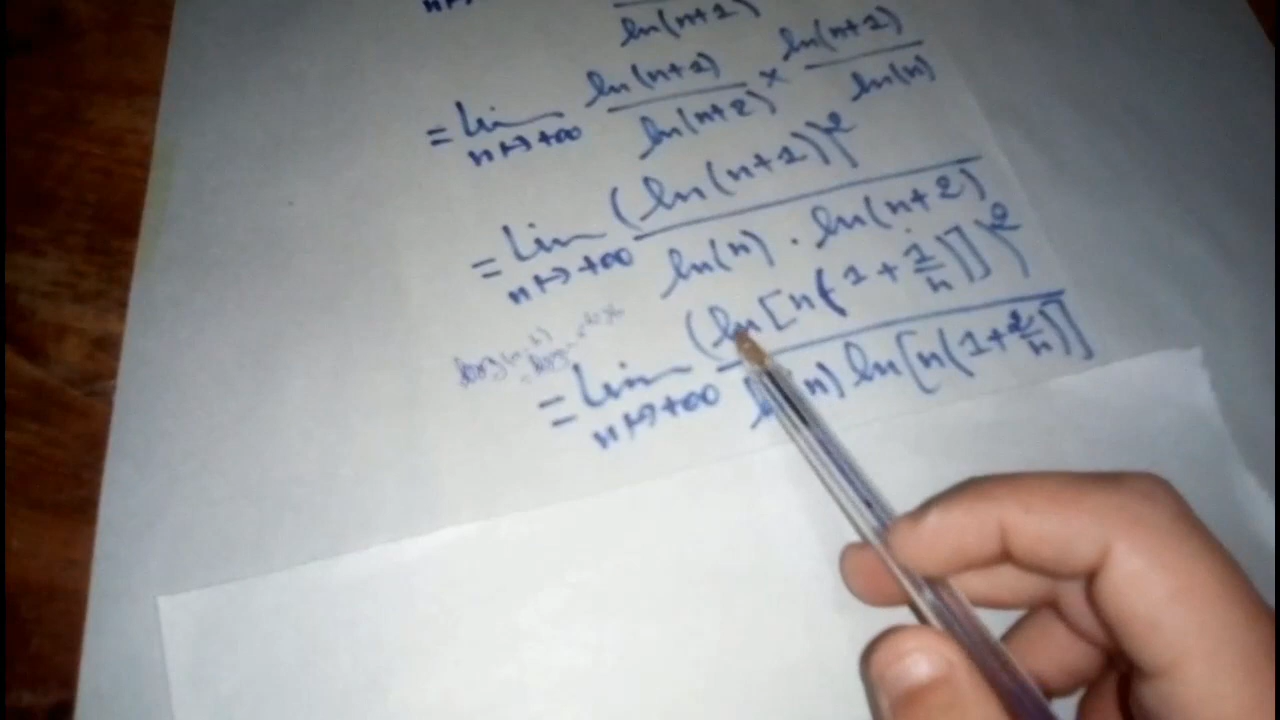 n↦
ln(n+1)
= lim n↦+∞ ln(n+1)/ln(n+2) × ln(n+1)/ln(n)
= lim n↦+∞ (ln(n+1))²/ln(n) · ln(n+2)
= lim n↦+∞ (ln[n(1+1/n)])²/ln(n) ln[n(1+2/n)]